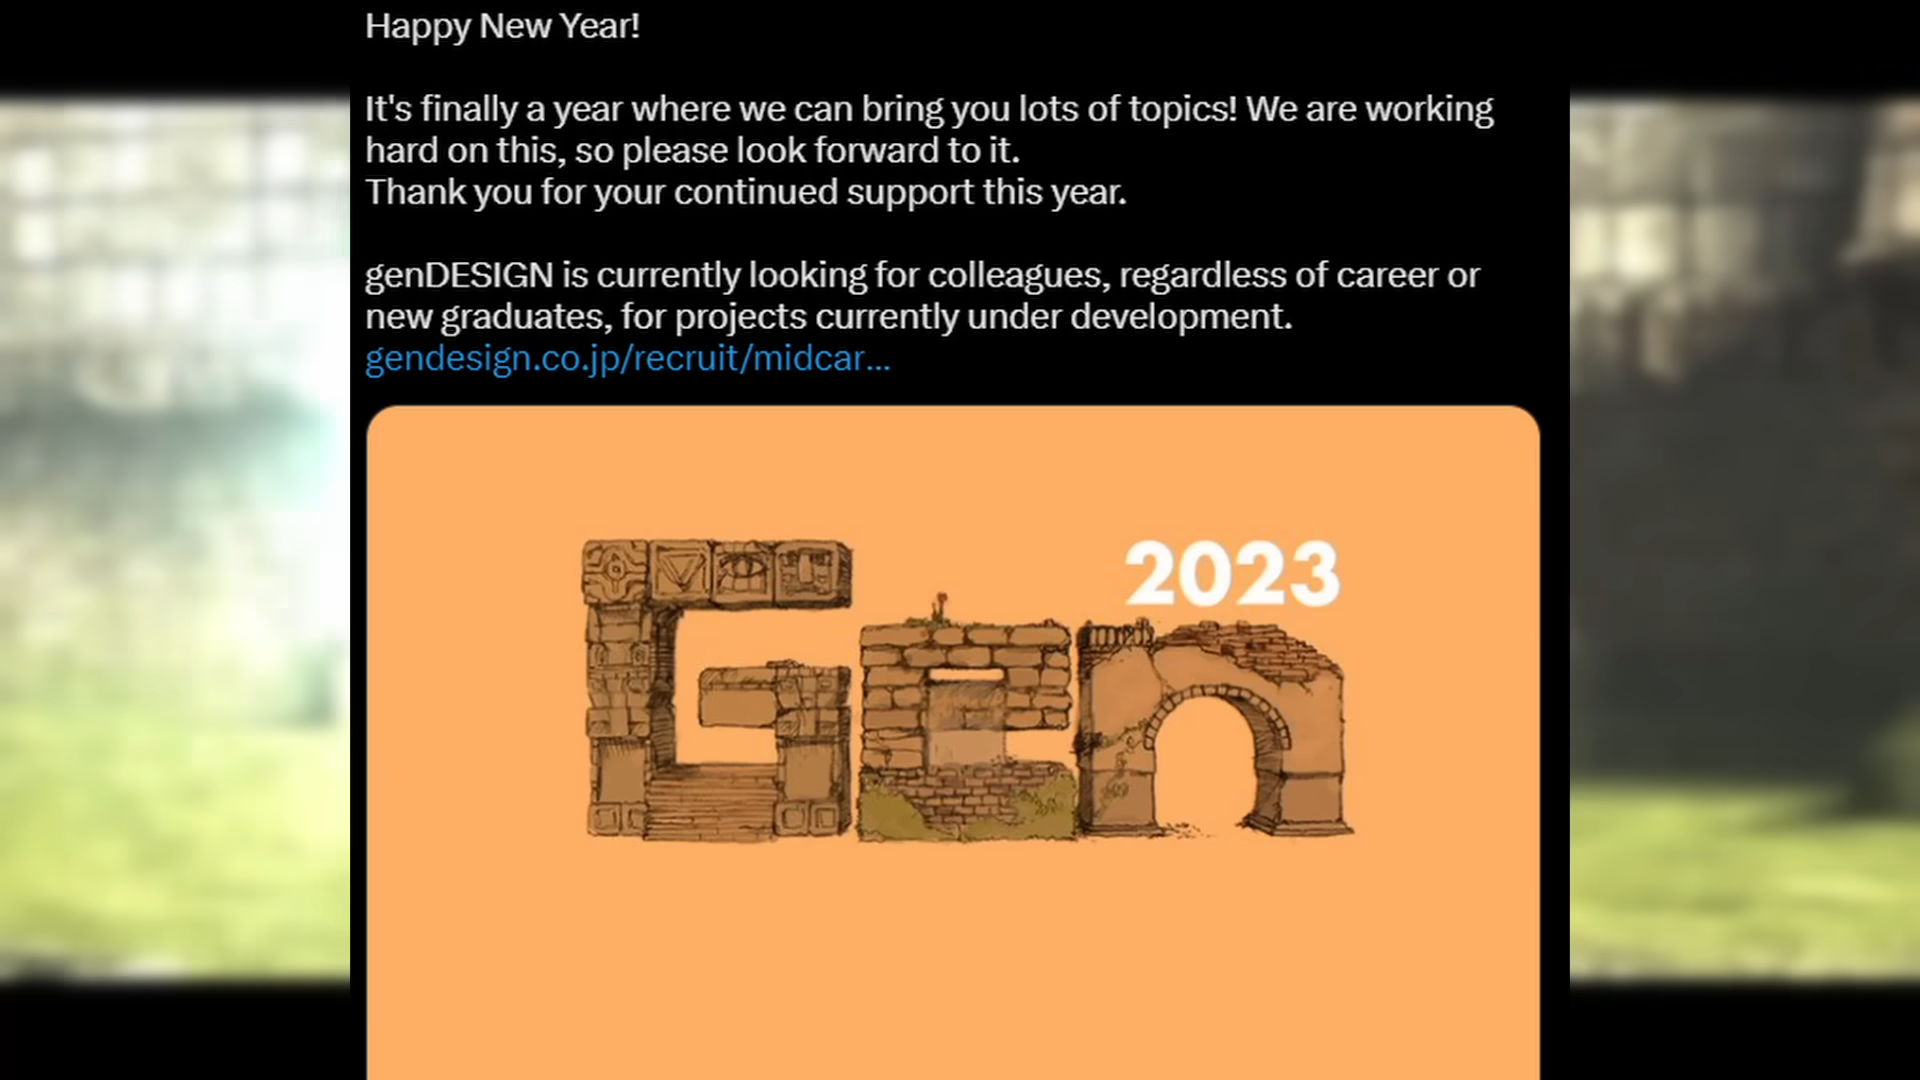 Happy New Year!
It's finally a year where we can bring you lots of topics! We are working
hard on this, so please look forward to it.
Thank you for your continued support this year.
genDESIGN is currently looking for colleagues, regardless of career or
new graduates, for projects currently under development.
gendesign.co.jp/recruit/midcar...
2023
Gen